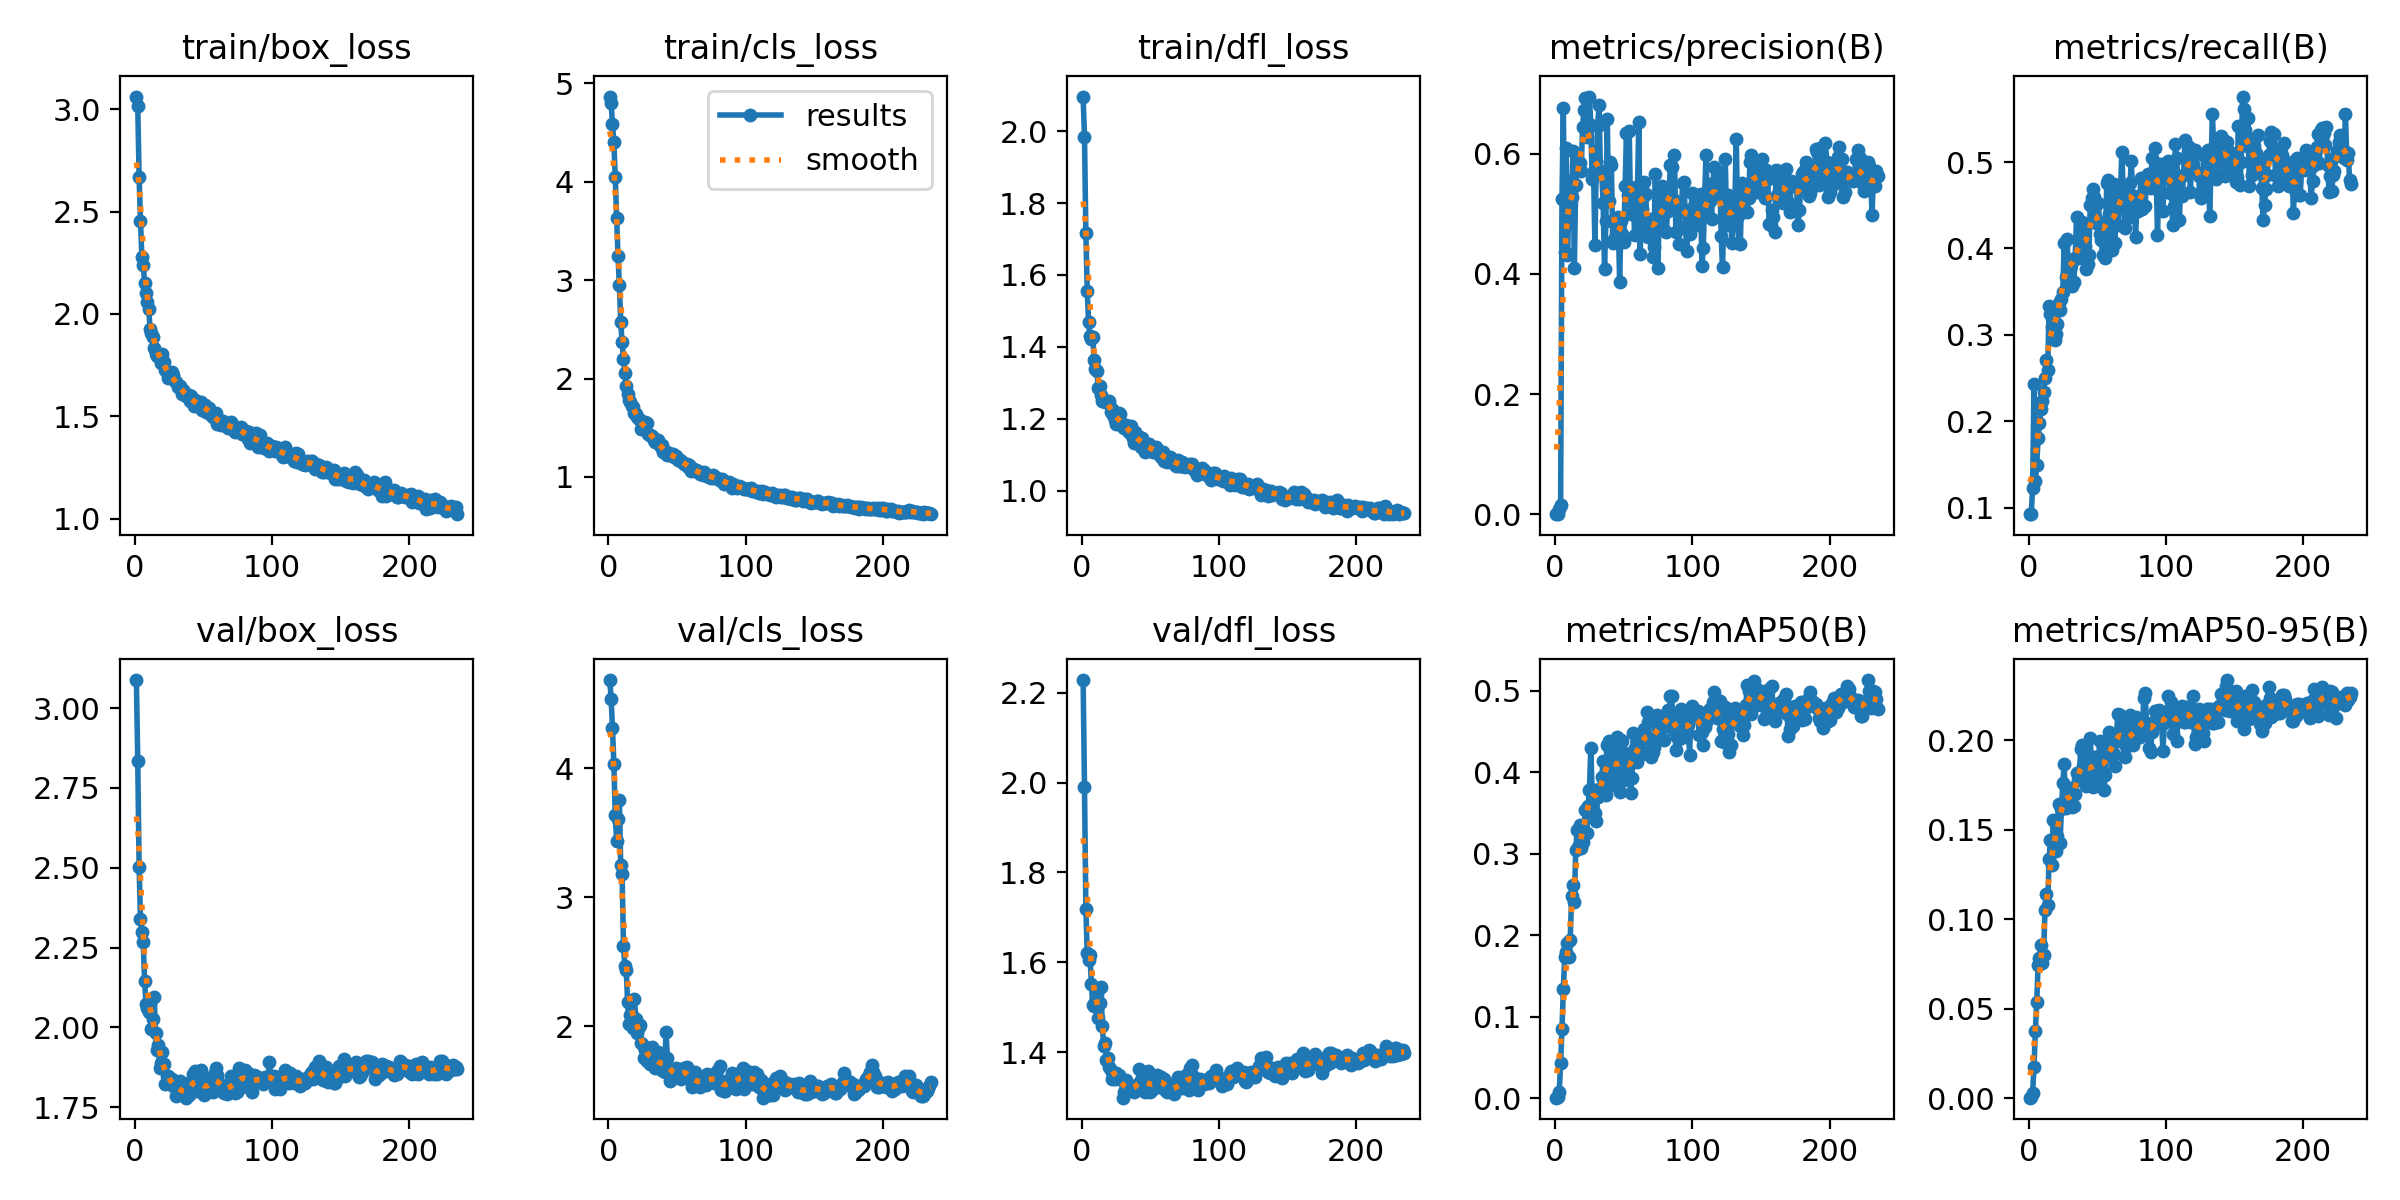 train/box_loss
3.0
2.5
2.0
1.5
1.0
0 100 200
train/cls_loss
results
smooth
5
4
3
2
1
0 100 200
train/dfl_loss
2.0
1.8
1.6
1.4
1.2
1.0
0 100 200
metrics/precision(B)
0.6
0.4
0.2
0.0
0 100 200
metrics/recall(B)
0.5
0.4
0.3
0.2
0.1
0 100 200
val/box_loss
3.00
2.75
2.50
2.25
2.00
1.75
0 100 200
val/cls_loss
4
3
2
0 100 200
val/dfl_loss
2.2
2.0
1.8
1.6
1.4
0 100 200
metrics/mAP50(B)
0.5
0.4
0.3
0.2
0.1
0.0
0 100 200
metrics/mAP50-95(B)
0.20
0.15
0.10
0.05
0.00
0 100 200